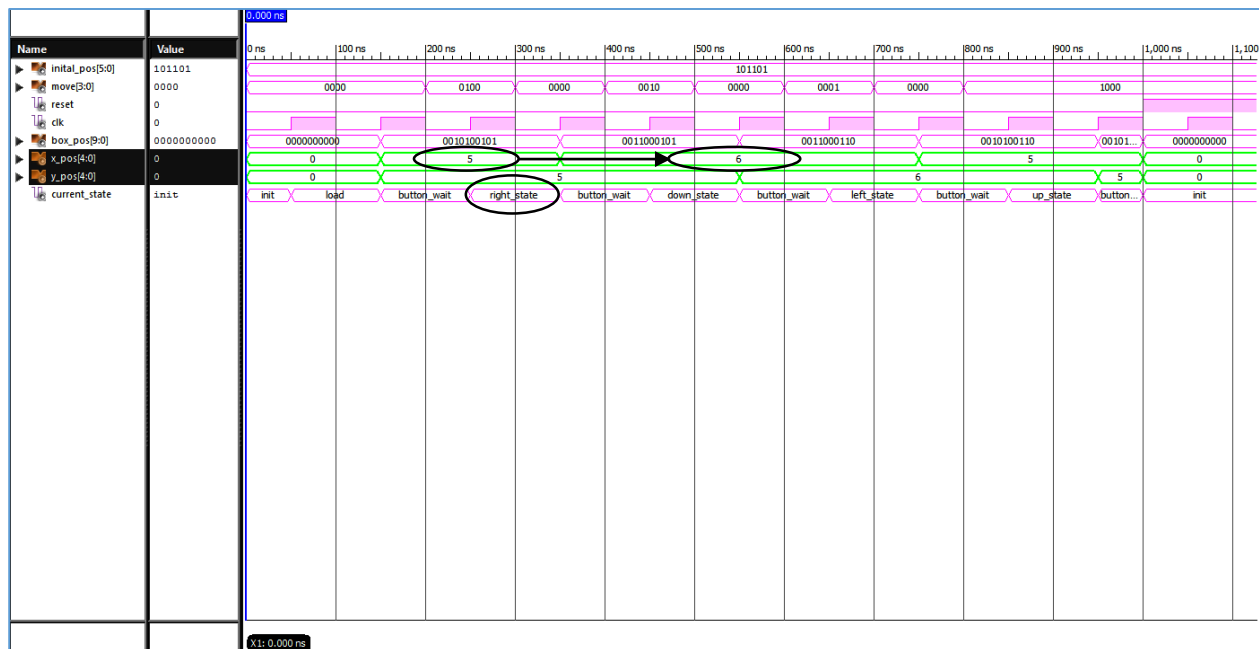 0.000 ns
Name Value 0 ns 100 ns 200 ns 300 ns 400 ns 500 ns 600 ns 700 ns 800 ns 900 ns 1,000 ns 1,100
inital_pos[5:0] 101101 101101
move[3:0] 0000 0000 0100 0000 0010 0000 0001 0000 1000
reset 0
clk 0
box_pos[9:0] 0000000000 0000000000 0010100101 0011000101 0011000110 0010100110 00101... 0000000000
x_pos[4:0] 0 0 5 6 5 0
y_pos[4:0] 0 0 5 6 5 0
current_state init init load button_wait right_state button_wait down_state button_wait left_state button_wait up_state button... init
X1: 0.000 ns